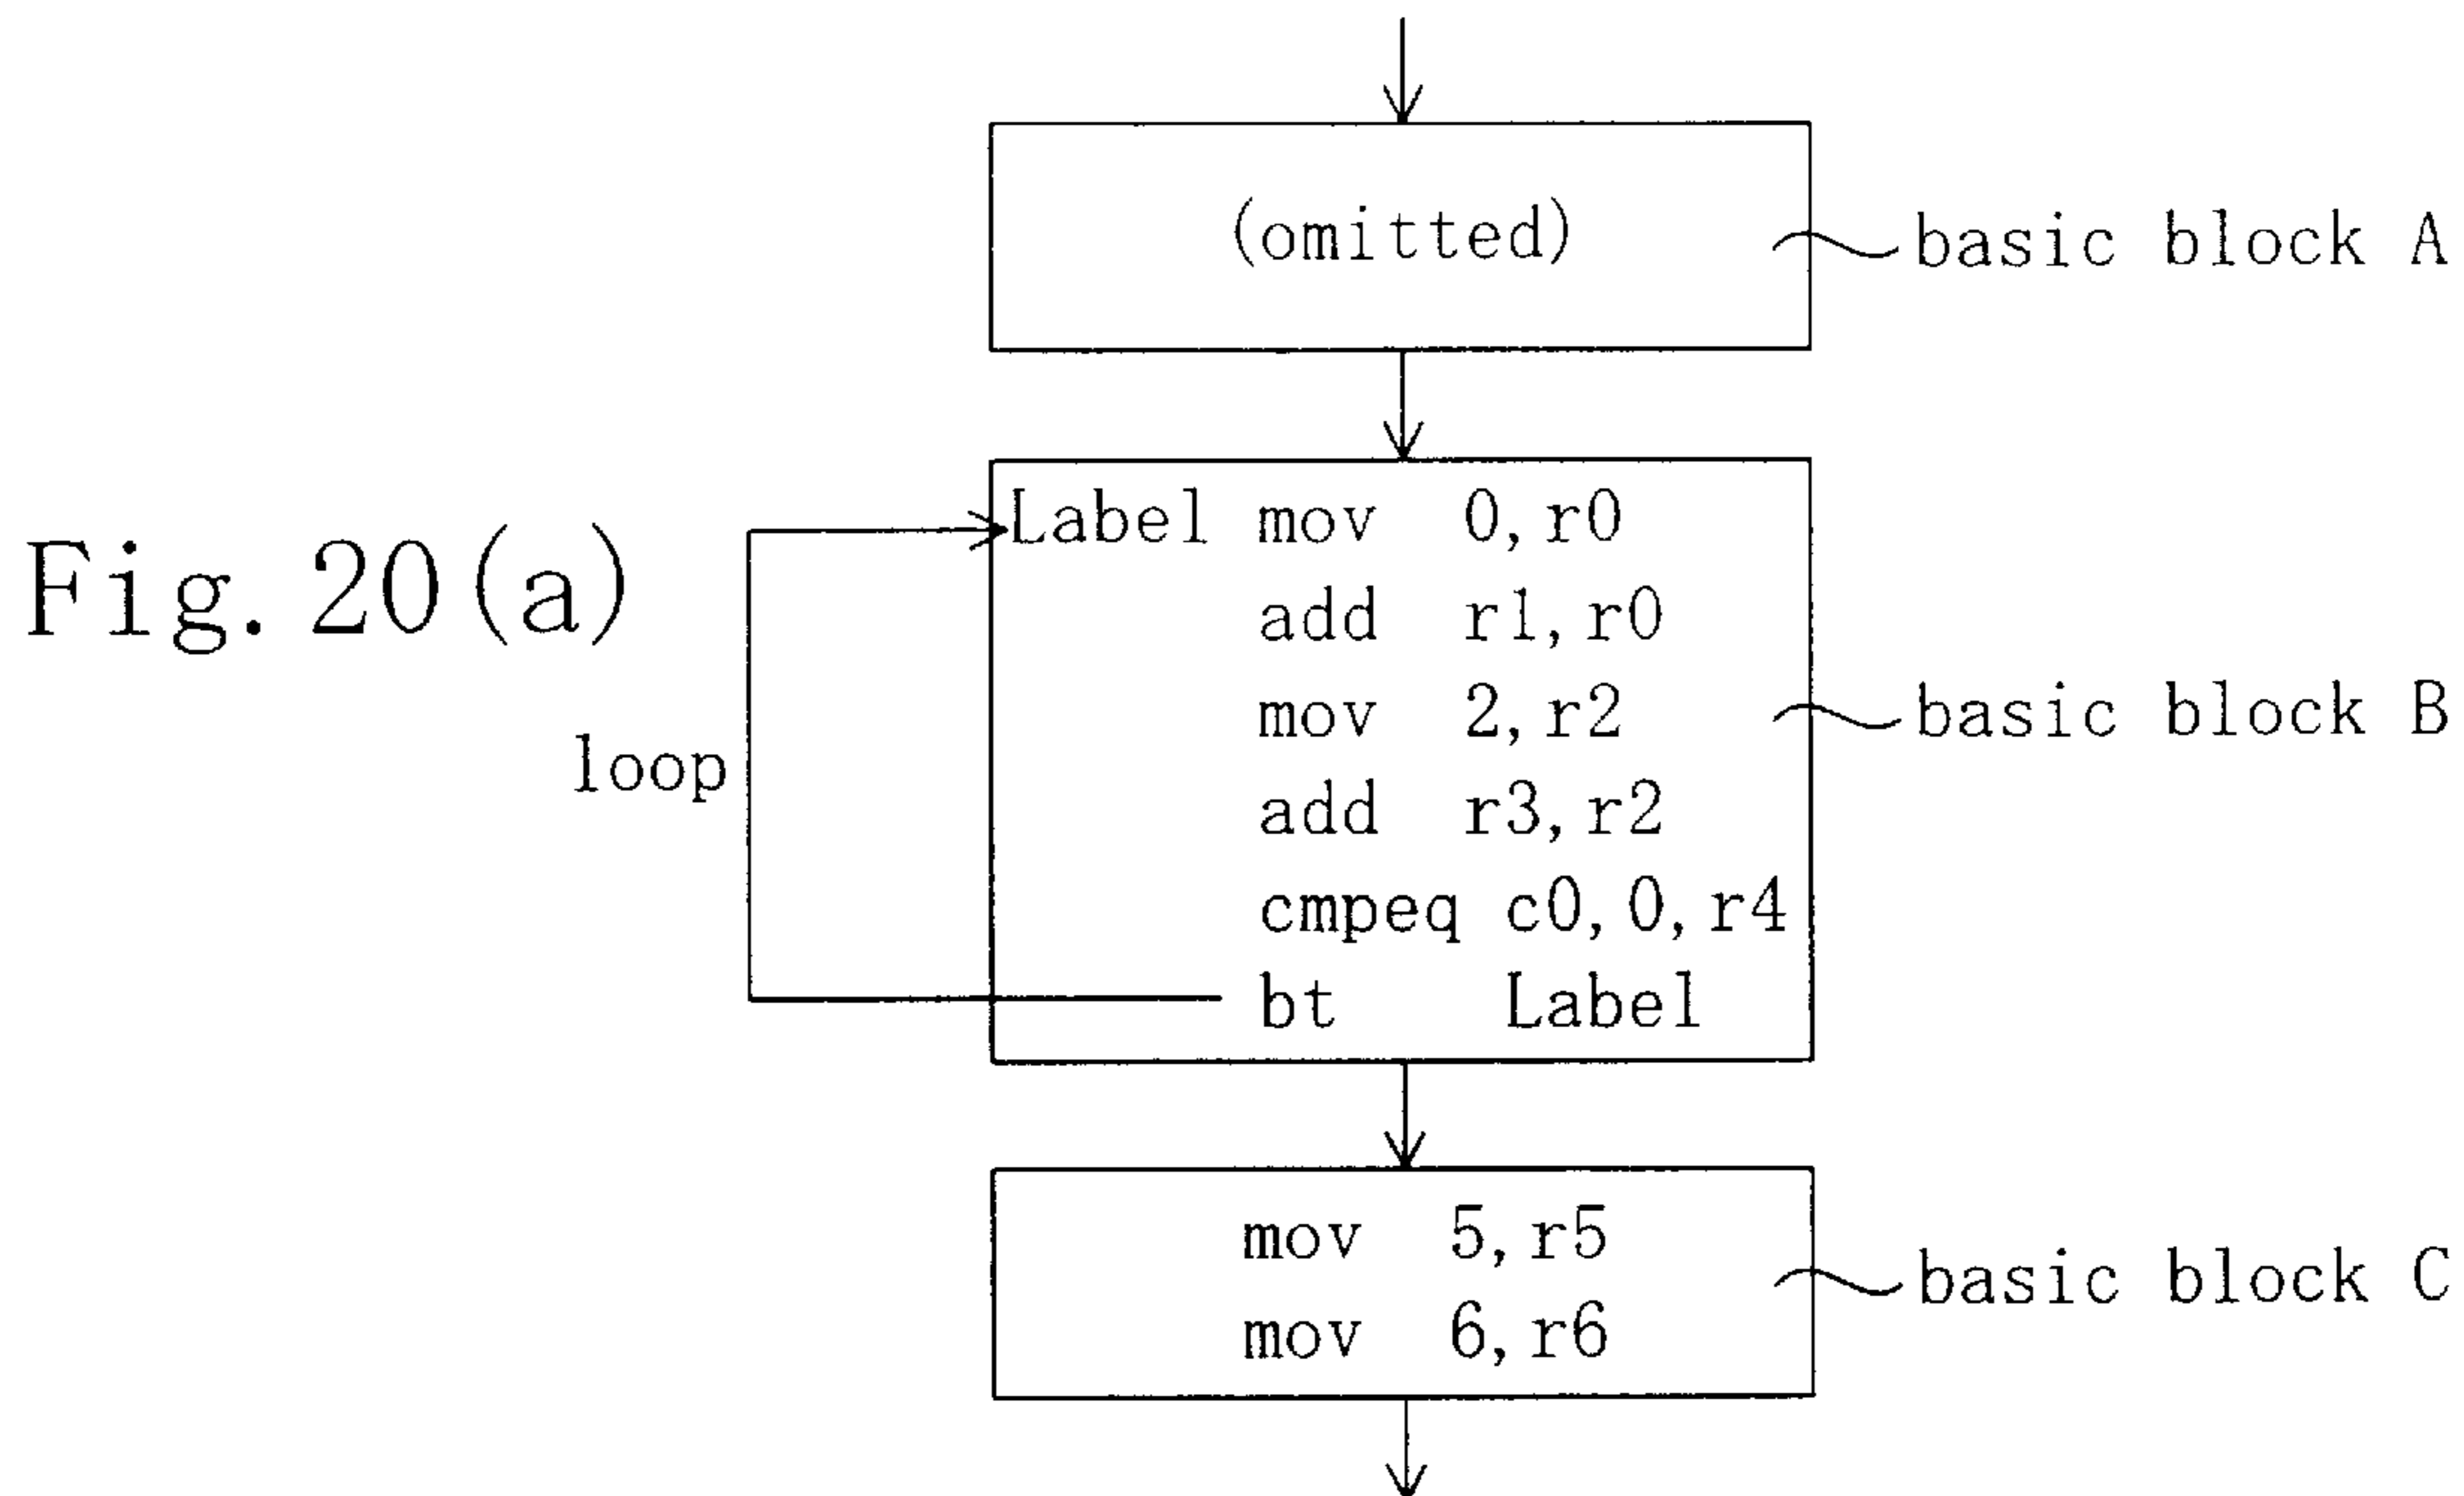 (omitted)
basic block A
Fig. 20(a)
loop
Label mov 0,r0
add r1,r0
mov 2,r2
add r3,r2
cmpeq c0,0,r4
bt Label
basic block B
mov 5,r5
mov 6,r6
basic block C